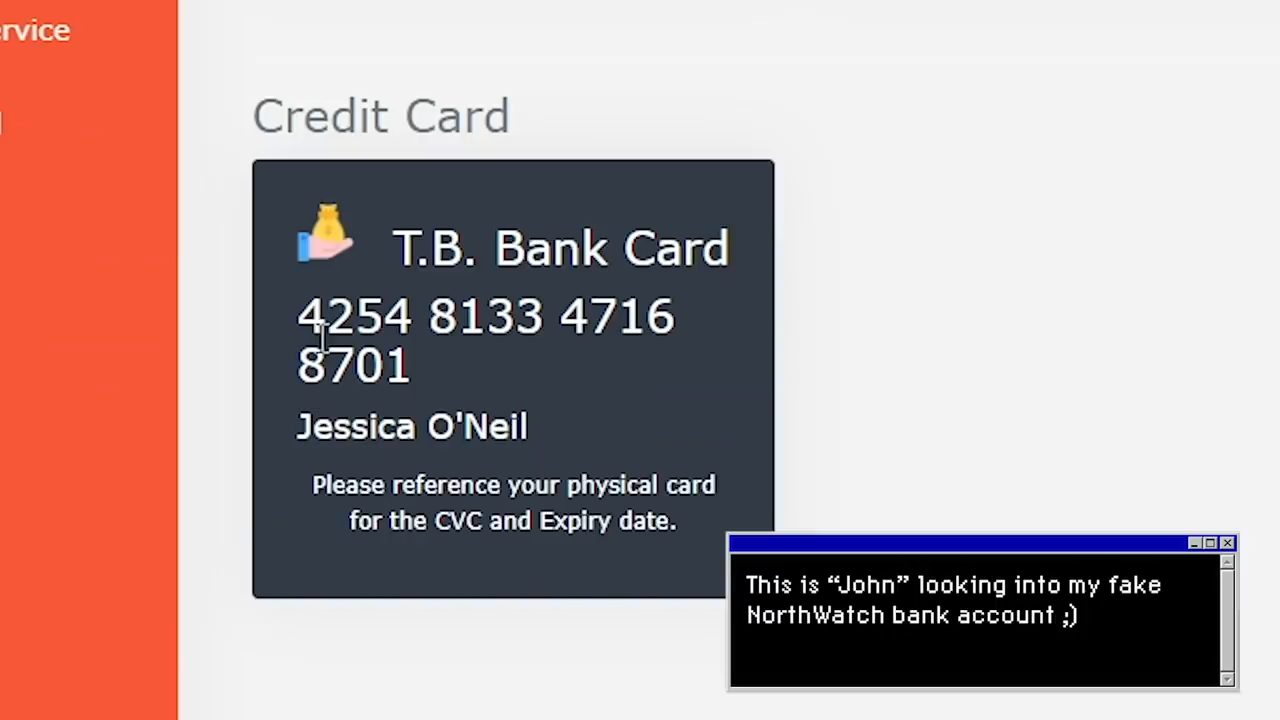 ervice
Credit Card
T.B. Bank Card
4254 8133 4716
8701
Jessica O'Neil
Please reference your physical card
for the CVC and Expiry date.
This is “John” looking into my fake
NorthWatch bank account ;)